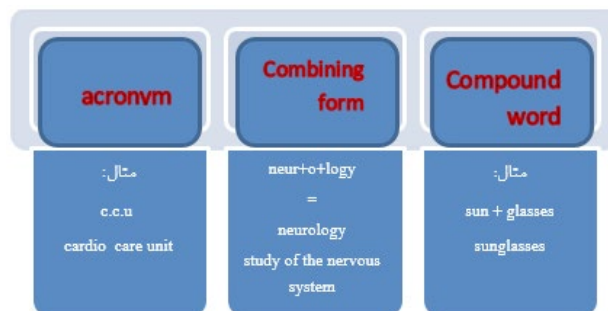 acronvm
مثال:
c.c.u
cardio care unit
Combining
form
neur+o+logy
=
neurology
study of the nervous
system
Compound
word
مثال:
sun + glasses
sunglasses